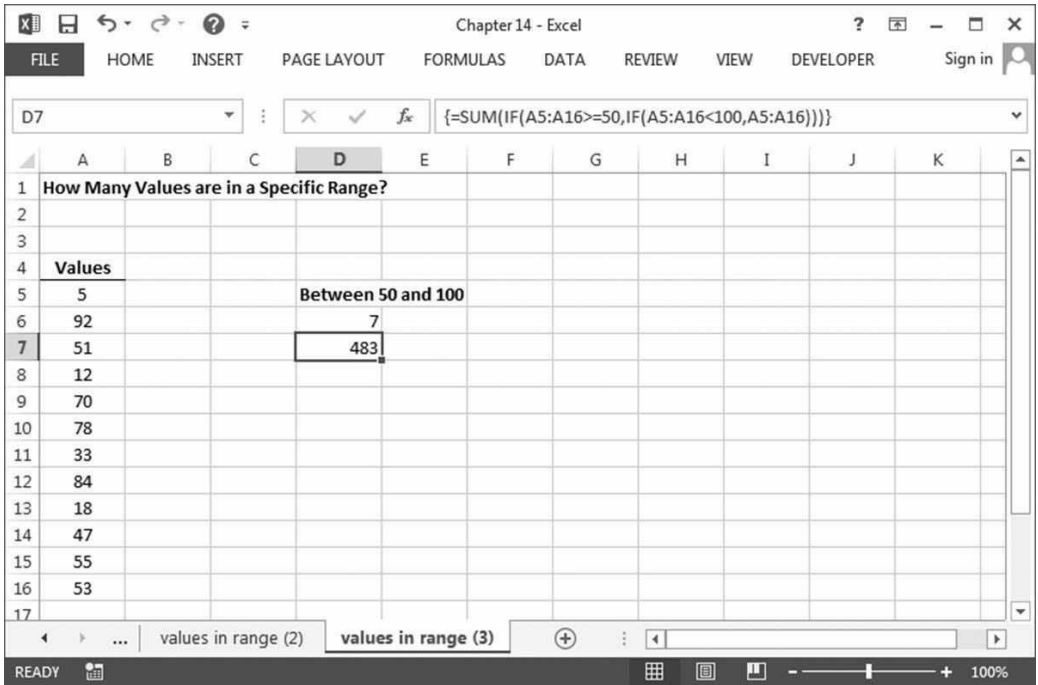 Chapter 14 - Excel
?
FILE HOME INSERT PAGE LAYOUT FORMULAS DATA REVIEW VIEW DEVELOPER Sign in
D7 fx {=SUM(IF(A5:A16>=50,IF(A5:A16<100,A5:A16)))}
A B C D E F G H I J K
1 How Many Values are in a Specific Range?
2
3
4 Values
5 5 Between 50 and 100
6 92 7
7 51 483
8 12
9 70
10 78
11 33
12 84
13 18
14 47
15 55
16 53
17
... values in range (2) values in range (3)
READY - + 100%